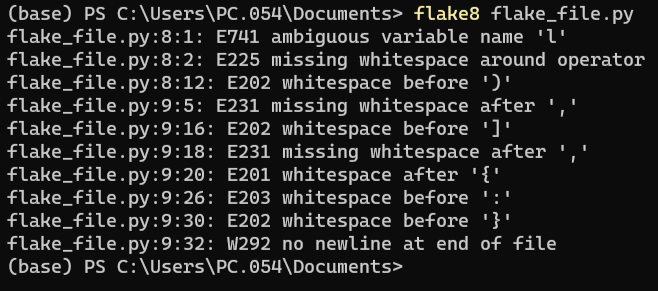 (base) PS C:\Users\PC.054\Documents> flake8 flake_file.py
flake_file.py:8:1: E741 ambiguous variable name 'l'
flake_file.py:8:2: E225 missing whitespace around operator
flake_file.py:8:12: E202 whitespace before ')'
flake_file.py:9:5: E231 missing whitespace after ','
flake_file.py:9:16: E202 whitespace before ']'
flake_file.py:9:18: E231 missing whitespace after ','
flake_file.py:9:20: E201 whitespace after '{'
flake_file.py:9:26: E203 whitespace before ':'
flake_file.py:9:30: E202 whitespace before '}'
flake_file.py:9:32: W292 no newline at end of file
(base) PS C:\Users\PC.054\Documents>